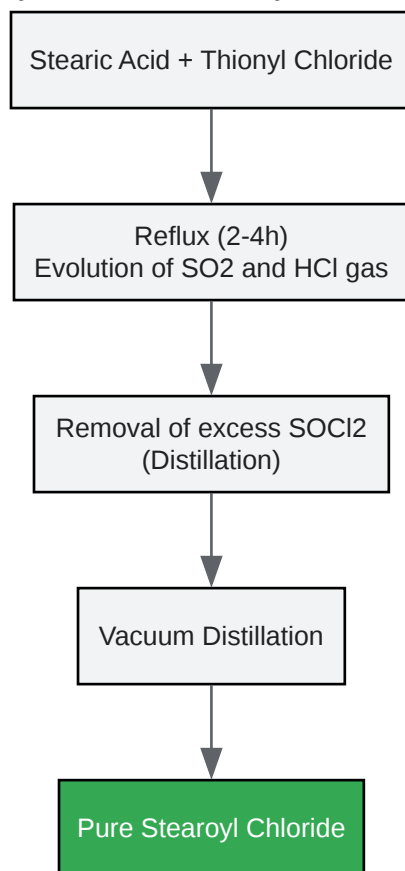 Stearic Acid + Thionyl Chloride
Reflux (2-4h)
Evolution of SO2 and HCl gas
Removal of excess SOCl2
(Distillation)
Vacuum Distillation
Pure Stearoyl Chloride